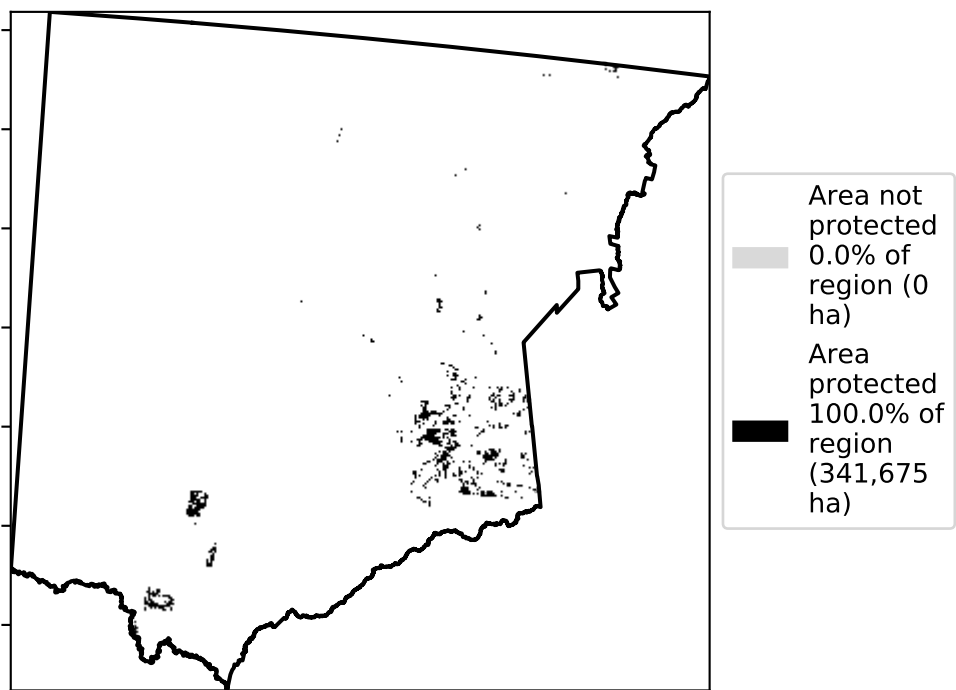 Area not
protected
0.0% of
region (0
ha)
Area
protected
100.0% of
region
(341,675
ha)